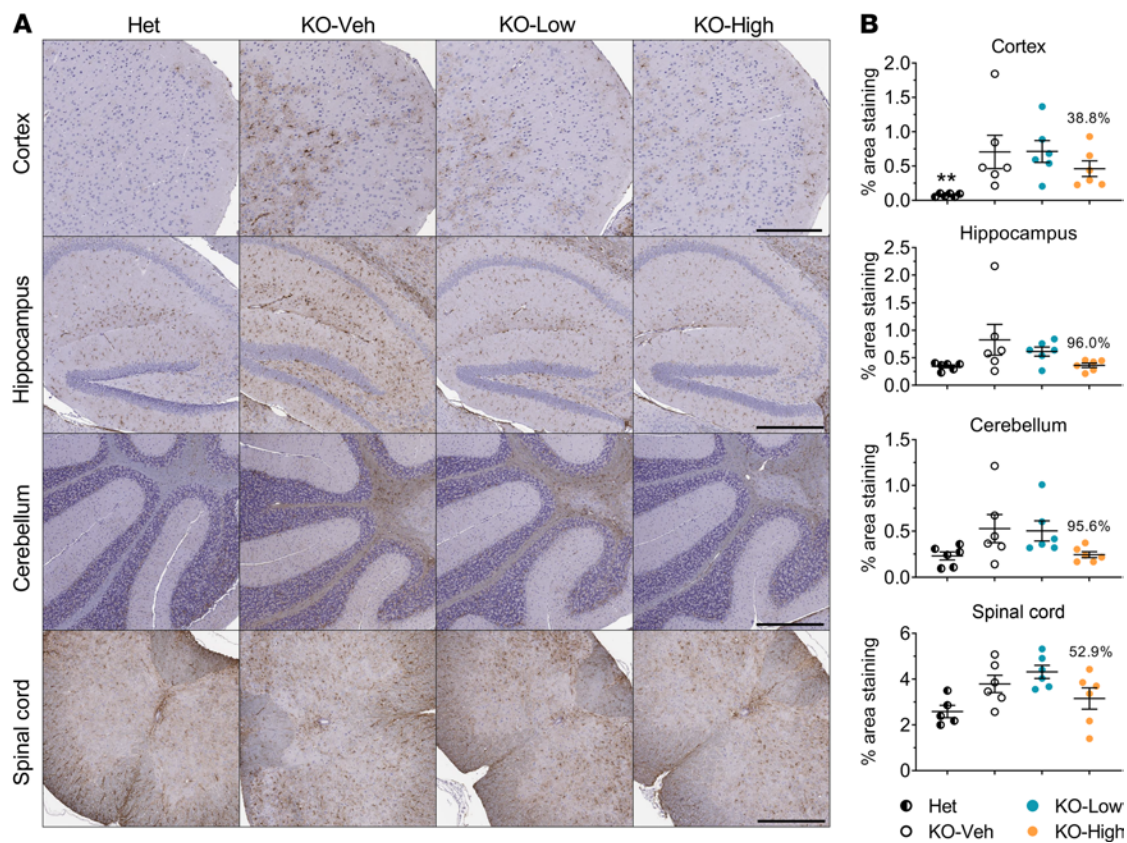 A
Het
KO-Veh
KO-Low
KO-High
Cortex
Hippocampus
Cerebellum
Spinal cord
B
Cortex
% area staining
2.0
1.5
1.0
0.5
0.0
**
38.8%
Hippocampus
% area staining
2.5
2.0
1.5
1.0
0.5
0.0
96.0%
Cerebellum
% area staining
1.5
1.0
0.5
0.0
95.6%
Spinal cord
% area staining
6
4
2
0
52.9%
Het
KO-Low
KO-Veh
KO-High